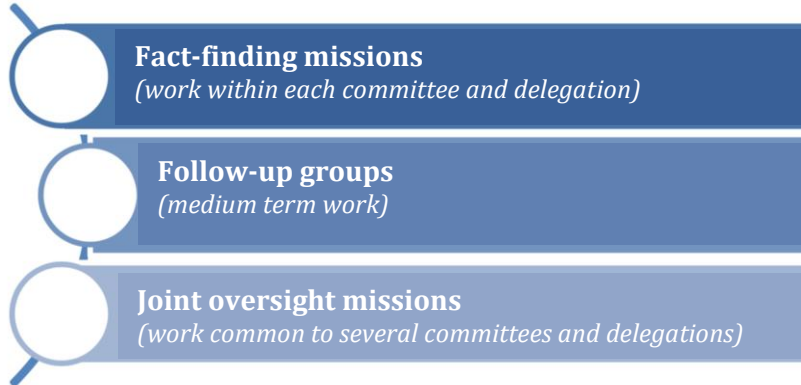 Fact-finding missions
(work within each committee and delegation)
Follow-up groups
(medium term work)
Joint oversight missions
(work common to several committees and delegations)